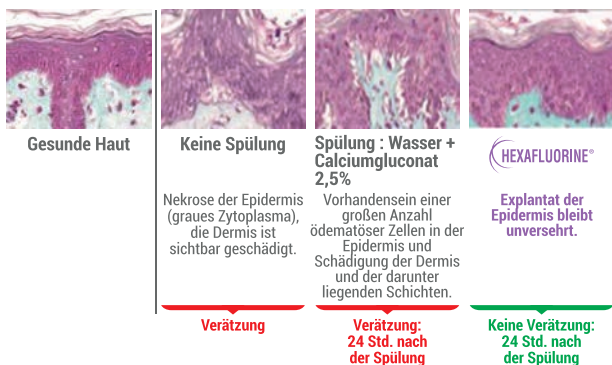 Gesunde Haut
Keine Spülung
Nekrose der Epidermis
(graues Zytoplasma),
die Dermis ist
sichtbar geschädigt.
Verätzung
Spülung : Wasser +
Calciumgluconat
2,5%
Vorhandensein einer
großen Anzahl
ödematöser Zellen in der
Epidermis und
Schädigung der Dermis
und der darunter
liegenden Schichten.
Verätzung:
24 Std. nach
der Spülung
HEXAFLUORINE®
Explantat der
Epidermis bleibt
unversehrt.
Keine Verätzung:
24 Std. nach
der Spülung